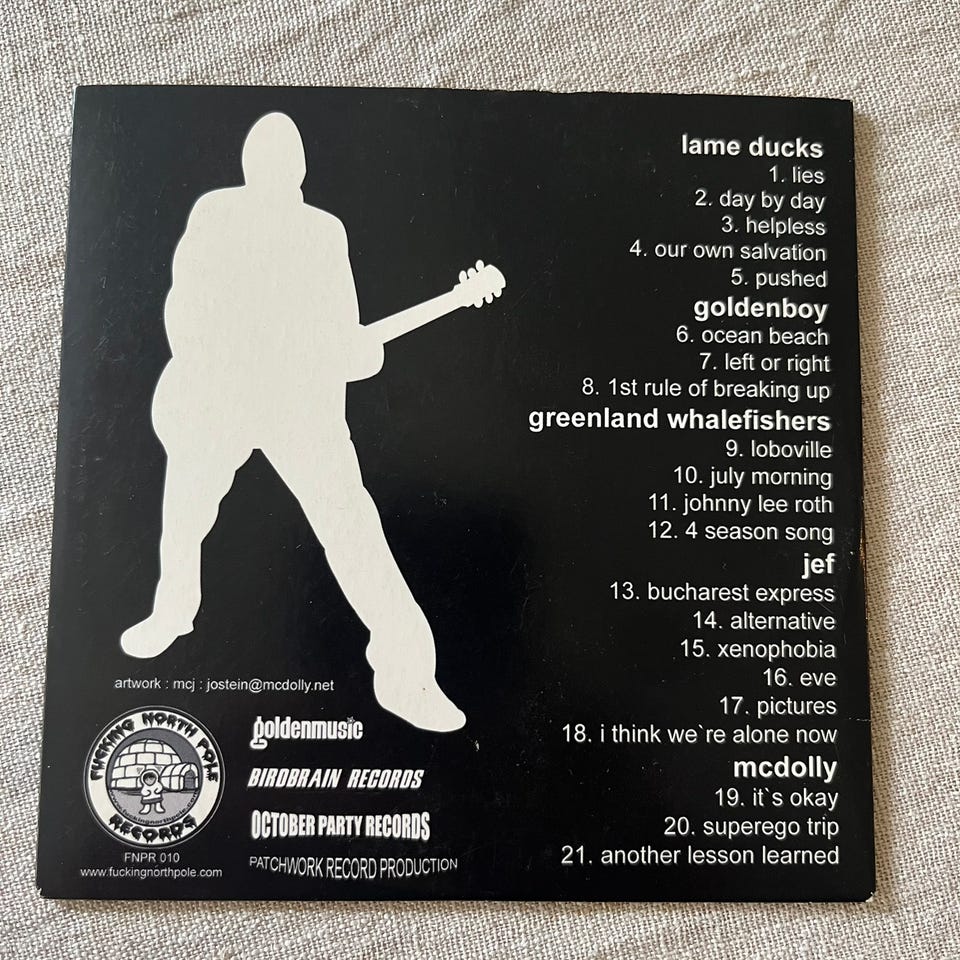 lame ducks
1. lies
2. day by day
3. helpless
4. our own salvation
5. pushed
goldenboy
6. ocean beach
7. left or right
8. 1st rule of breaking up
greenland whalefishers
9. loboville
10. july morning
11. johnny lee roth
12. 4 season song
jef
13. bucharest express
14. alternative
15. xenophobia
16. eve
17. pictures
18. i think we`re alone now
mcdolly
19. it`s okay
20. superego trip
21. another lesson learned
artwork : mcj : jostein@mcdolly.net
FUCKING NORTH POLE
www.fuckingnorthpole.com
RECORDS
FNPR 010
www.fuckingnorthpole.com
goldenmusic
BIRDBRAIN RECORDS
OCTOBER PARTY RECORDS
PATCHWORK RECORD PRODUCTION